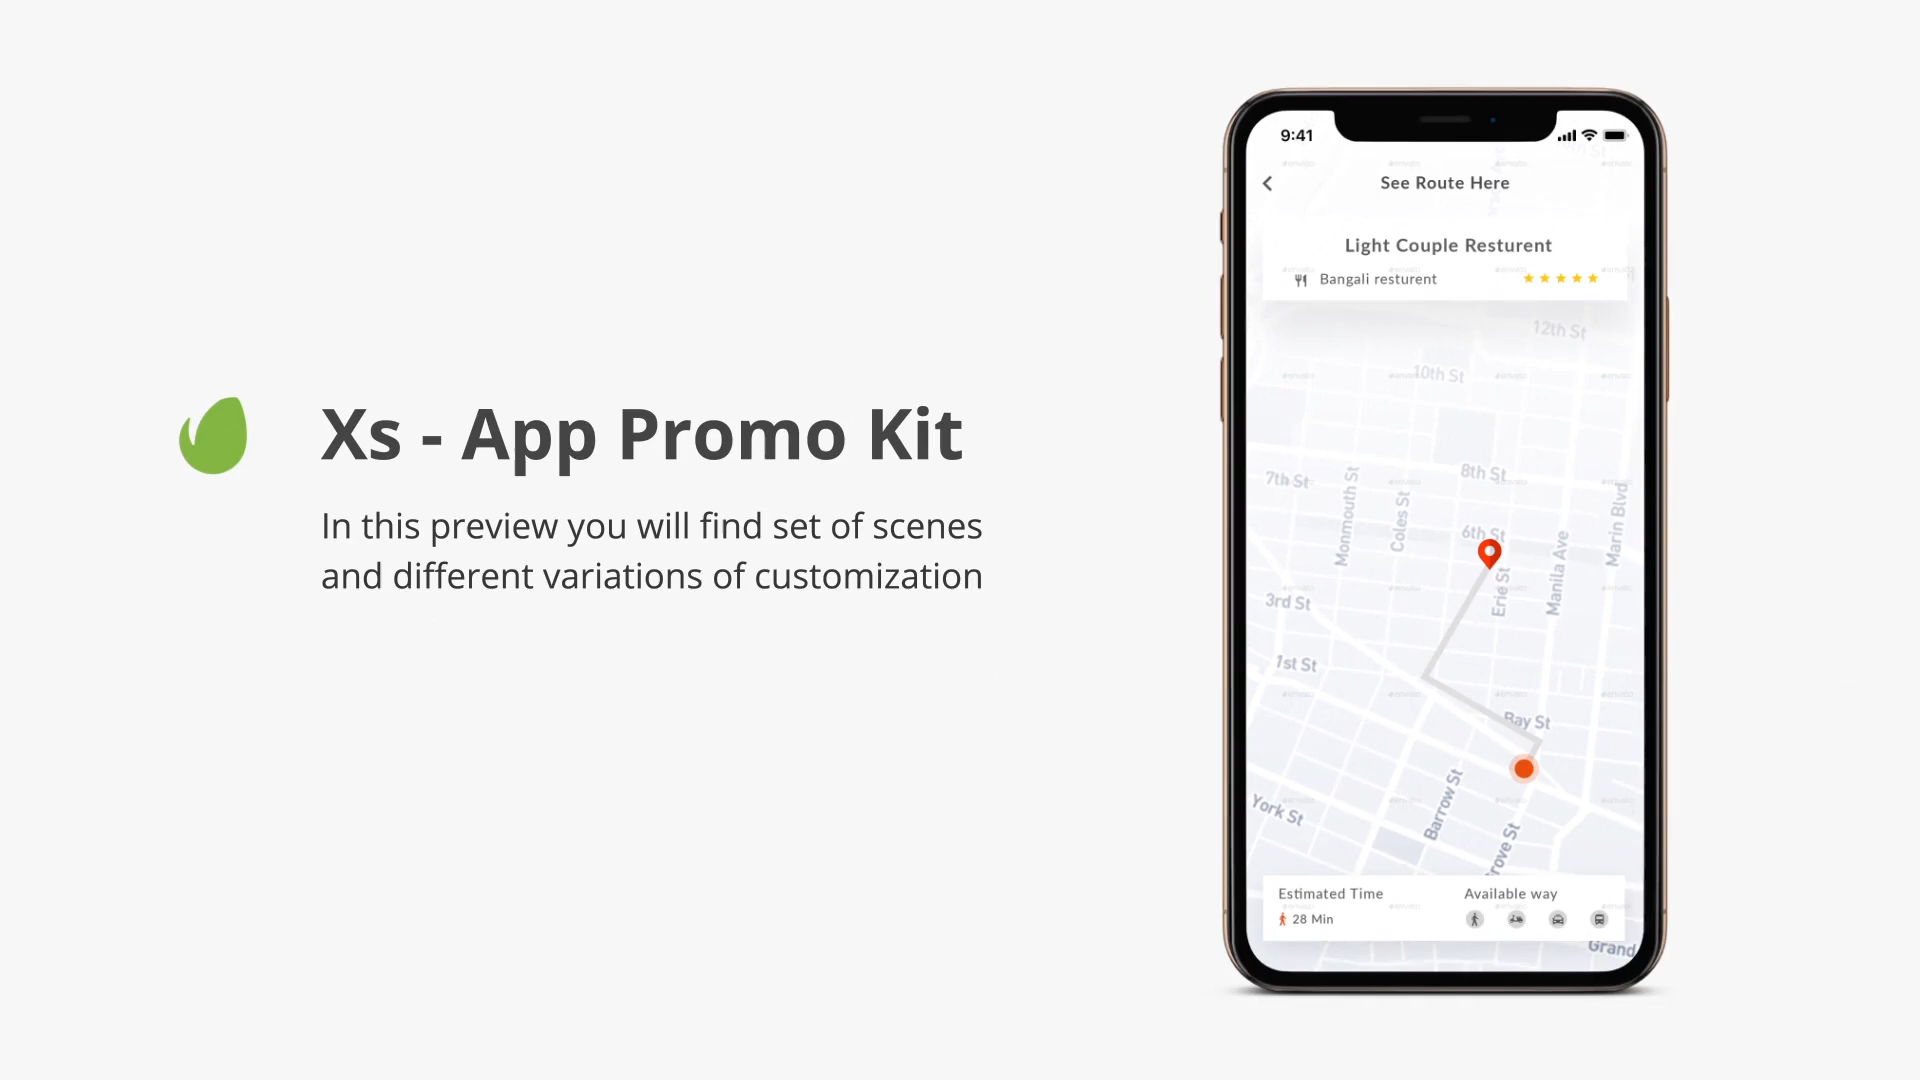 Xs - App Promo Kit
In this preview you will find set of scenes
and different variations of customization
9:41
See Route Here
Light Couple Resturent
Bangali resturent
12th St
10th St
8th St
7th St
Monmouth St
Coles St
Marin Blvd
6th St
Manila Ave
Erie St
3rd St
1st St
Bay St
Barrow St
York St
rove St
Estimated Time
Available way
28 Min
Grand